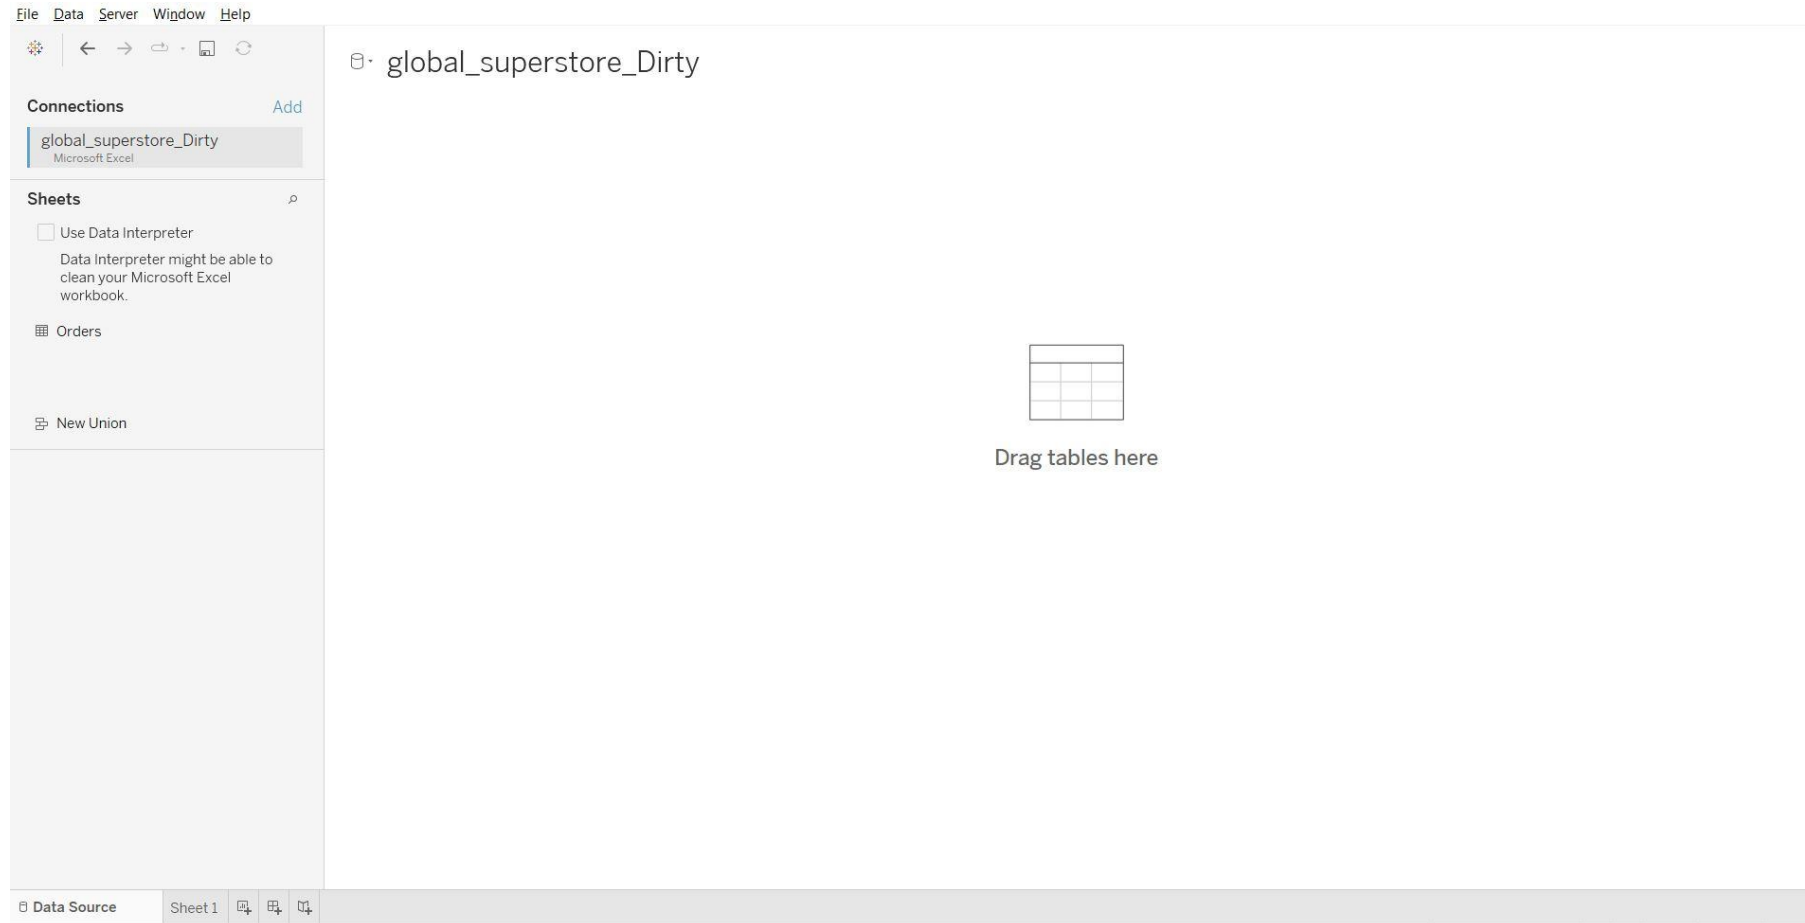 File Data Server Window Help
global_superstore_Dirty
Connections Add
global_superstore_Dirty
Microsoft Excel
Sheets
Use Data Interpreter
Data Interpreter might be able to
clean your Microsoft Excel
workbook.
Orders
New Union
Drag tables here
Data Source Sheet 1